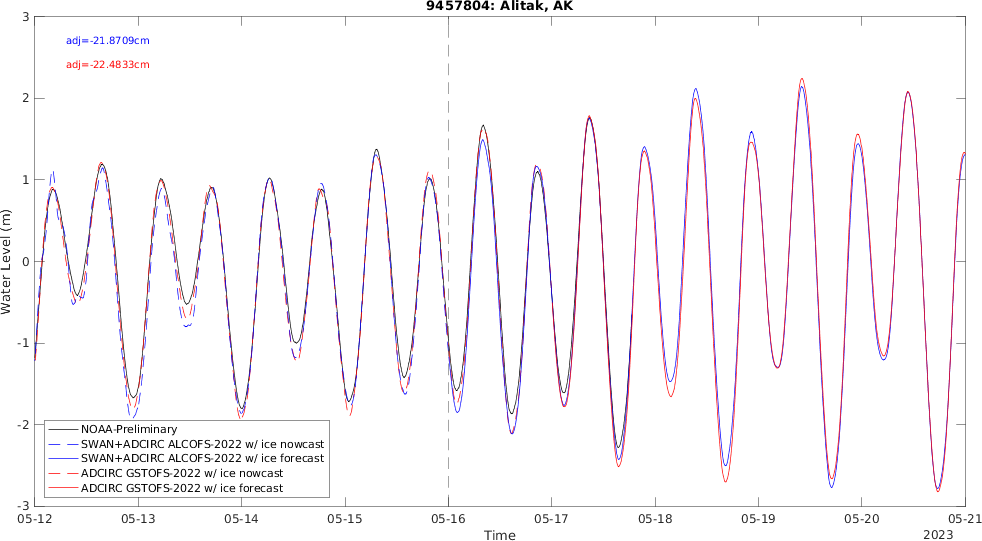 9457804: Alitak, AK
adj=-21.8709cm
adj=-22.4833cm
Water Level (m)
3
2
1
0
-1
-2
-3
NOAA-Preliminary
SWAN+ADCIRC ALCOFS-2022 w/ ice nowcast
SWAN+ADCIRC ALCOFS-2022 w/ ice forecast
ADCIRC GSTOFS-2022 w/ ice nowcast
ADCIRC GSTOFS-2022 w/ ice forecast
05-12 05-13 05-14 05-15 05-16 05-17 05-18 05-19 05-20 05-21
Time
2023